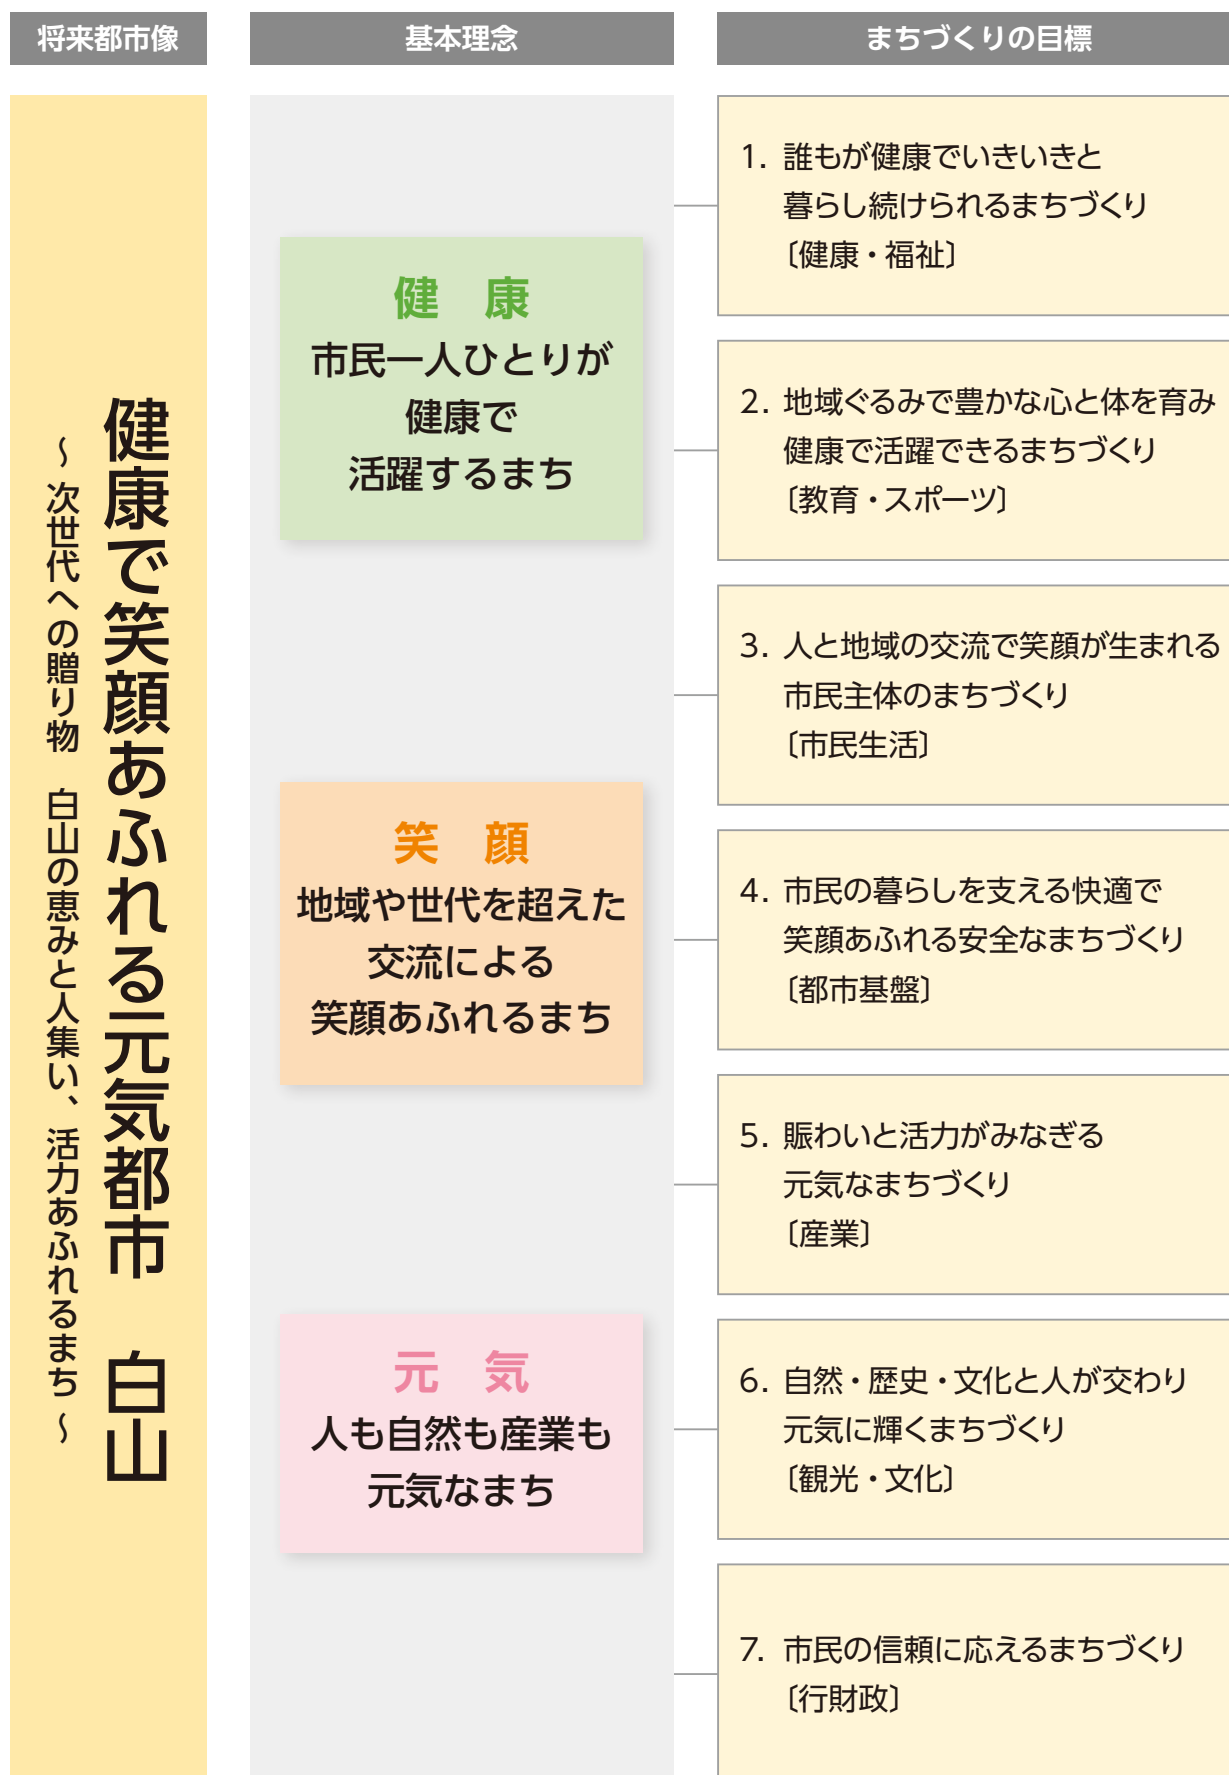 将来都市像
基本理念
まちづくりの目標
健康で笑顔あふれる元気都市　白山
～ 次世代への贈り物　白山の恵みと人集い、活力あふれるまち ～
健　康
市民一人ひとりが
健康で
活躍するまち
笑　顔
地域や世代を超えた
交流による
笑顔あふれるまち
元　気
人も自然も産業も
元気なまち
1. 誰もが健康でいきいきと
暮らし続けられるまちづくり
〔健康・福祉〕
2. 地域ぐるみで豊かな心と体を育み
健康で活躍できるまちづくり
〔教育・スポーツ〕
3. 人と地域の交流で笑顔が生まれる
市民主体のまちづくり
〔市民生活〕
4. 市民の暮らしを支える快適で
笑顔あふれる安全なまちづくり
〔都市基盤〕
5. 賑わいと活力がみなぎる
元気なまちづくり
〔産業〕
6. 自然・歴史・文化と人が交わり
元気に輝くまちづくり
〔観光・文化〕
7. 市民の信頼に応えるまちづくり
〔行財政〕